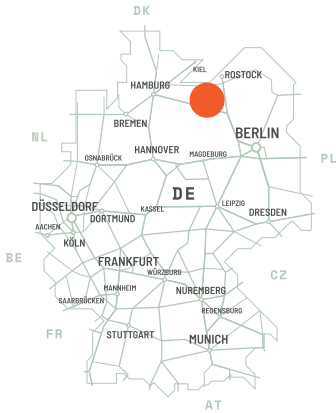 DK
KIEL
ROSTOCK
HAMBURG
BREMEN
BERLIN
NL
HANNOVER
OSNABRÜCK
MAGDEBURG
PL
DE
DÜSSELDORF
KASSEL
LEIPZIG
DORTMUND
DRESDEN
AACHEN
KÖLN
BE
FRANKFURT
WÜRZBURG
CZ
MANNHEIM
NUREMBERG
SAARBRÜCKEN
REDENSBURG
FR
STUTTGART
MUNICH
AT